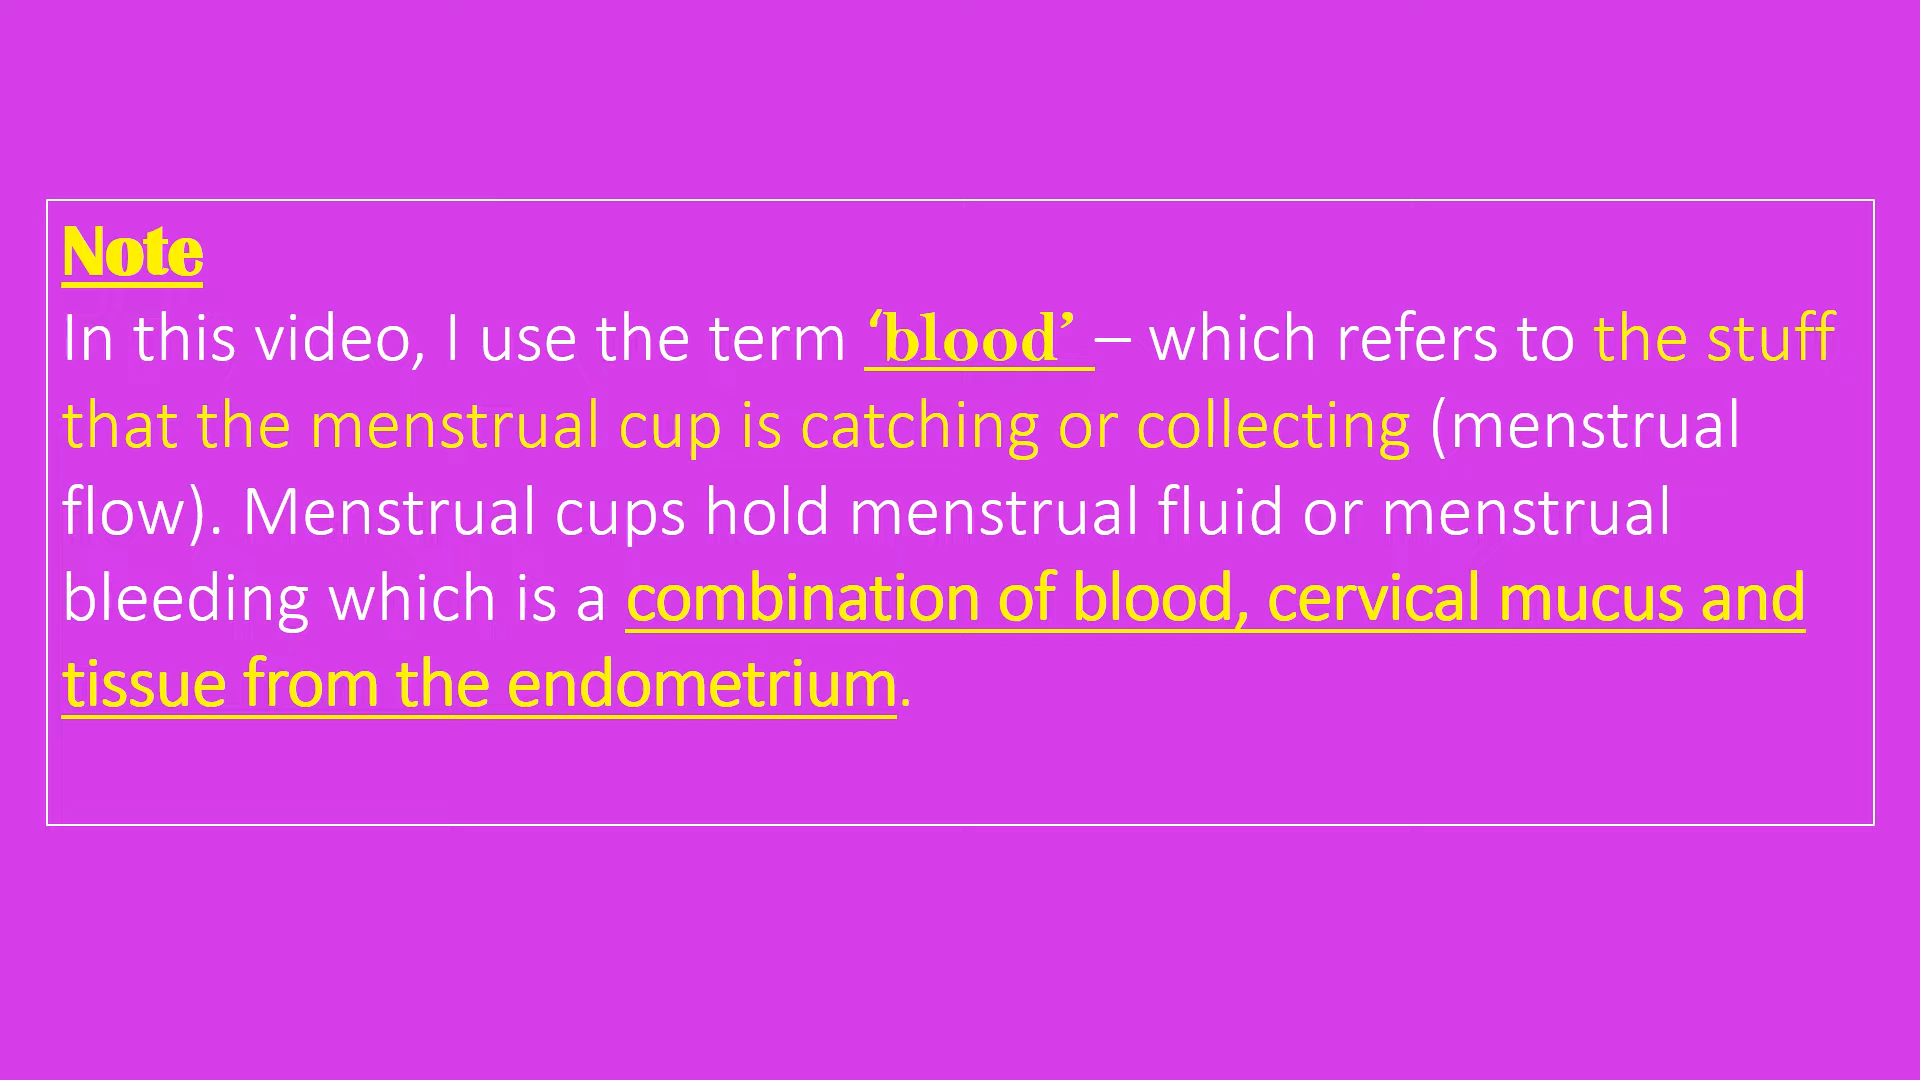 Note
In this video, I use the term ‘blood’ – which refers to the stuff
that the menstrual cup is catching or collecting (menstrual
flow). Menstrual cups hold menstrual fluid or menstrual
bleeding which is a combination of blood, cervical mucus and
tissue from the endometrium.